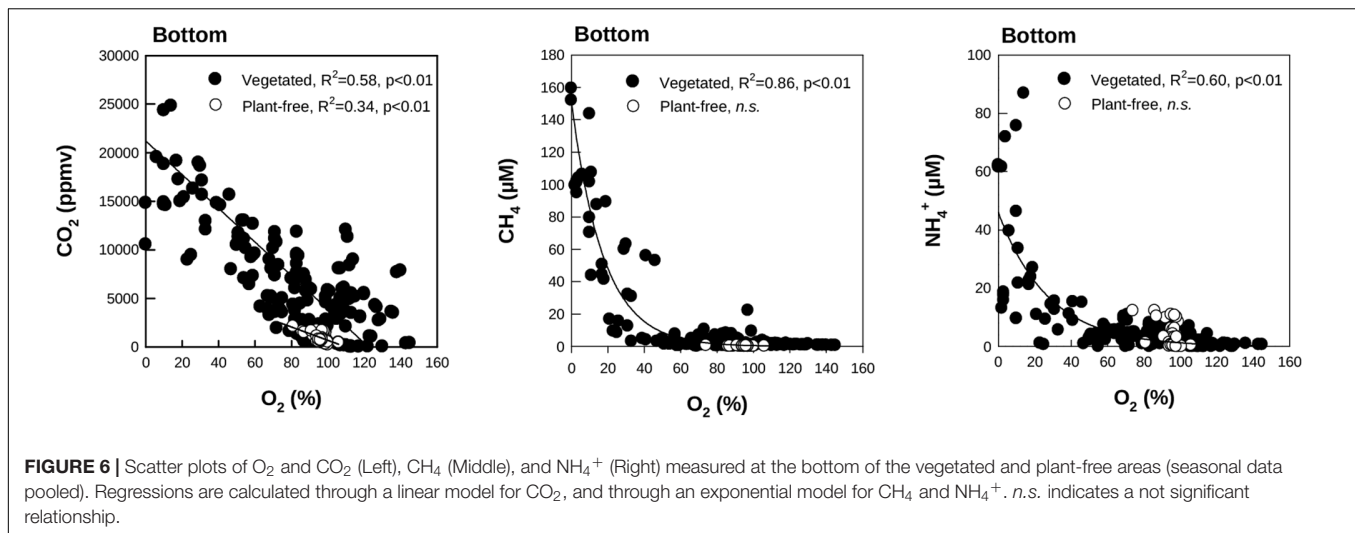 Bottom
30000
25000
20000
15000
10000
5000
0
0 20 40 60 80 100 120 140 160
CO₂ (ppmv)
O₂ (%)
Vegetated, R²=0.58, p<0.01
Plant-free, R²=0.34, p<0.01
Bottom
180
160
140
120
100
80
60
40
20
0
0 20 40 60 80 100 120 140 160
CH₄ (µM)
O₂ (%)
Vegetated, R²=0.86, p<0.01
Plant-free, n.s.
Bottom
100
80
60
40
20
0
0 20 40 60 80 100 120 140 160
NH₄⁺ (µM)
O₂ (%)
Vegetated, R²=0.60, p<0.01
Plant-free, n.s.
FIGURE 6 | Scatter plots of O₂ and CO₂ (Left), CH₄ (Middle), and NH₄⁺ (Right) measured at the bottom of the vegetated and plant-free areas (seasonal data
pooled). Regressions are calculated through a linear model for CO₂, and through an exponential model for CH₄ and NH₄⁺. n.s. indicates a not significant
relationship.